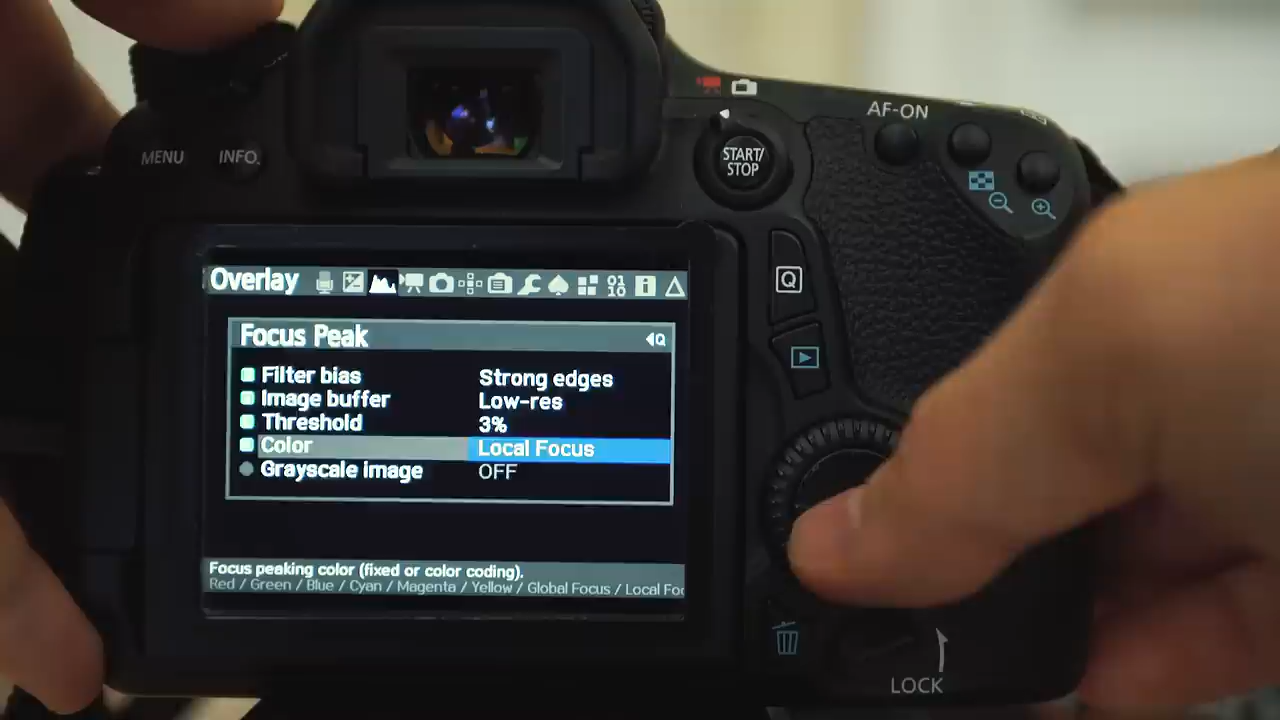 MENU
INFO.
START/
STOP
AF-ON
Q
Overlay
Focus Peak
Q
Filter bias Strong edges
Image buffer Low-res
Threshold 3%
Color Local Focus
Grayscale image OFF
Focus peaking color (fixed or color coding).
Red / Green / Blue / Cyan / Magenta / Yellow / Global Focus / Local Foc
LOCK